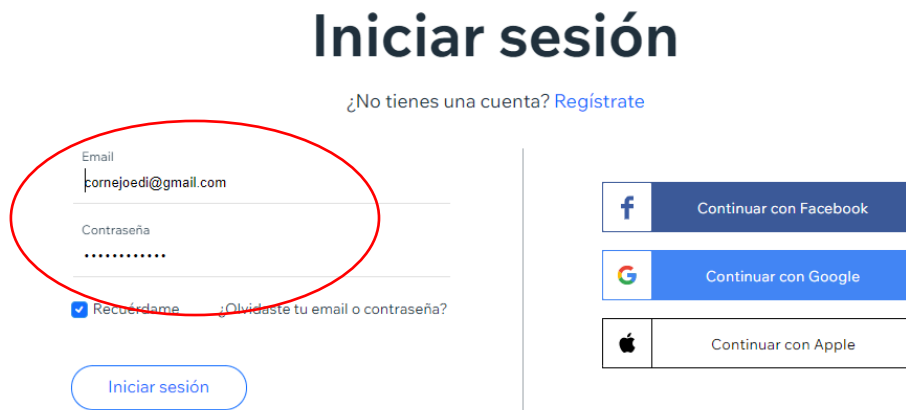 Iniciar sesión
¿No tienes una cuenta? Regístrate
Email
cornejoedi@gmail.com
Contraseña
••••••••••••
Recuérdame ¿Olvidaste tu email o contraseña?
Iniciar sesión
Continuar con Facebook
Continuar con Google
Continuar con Apple